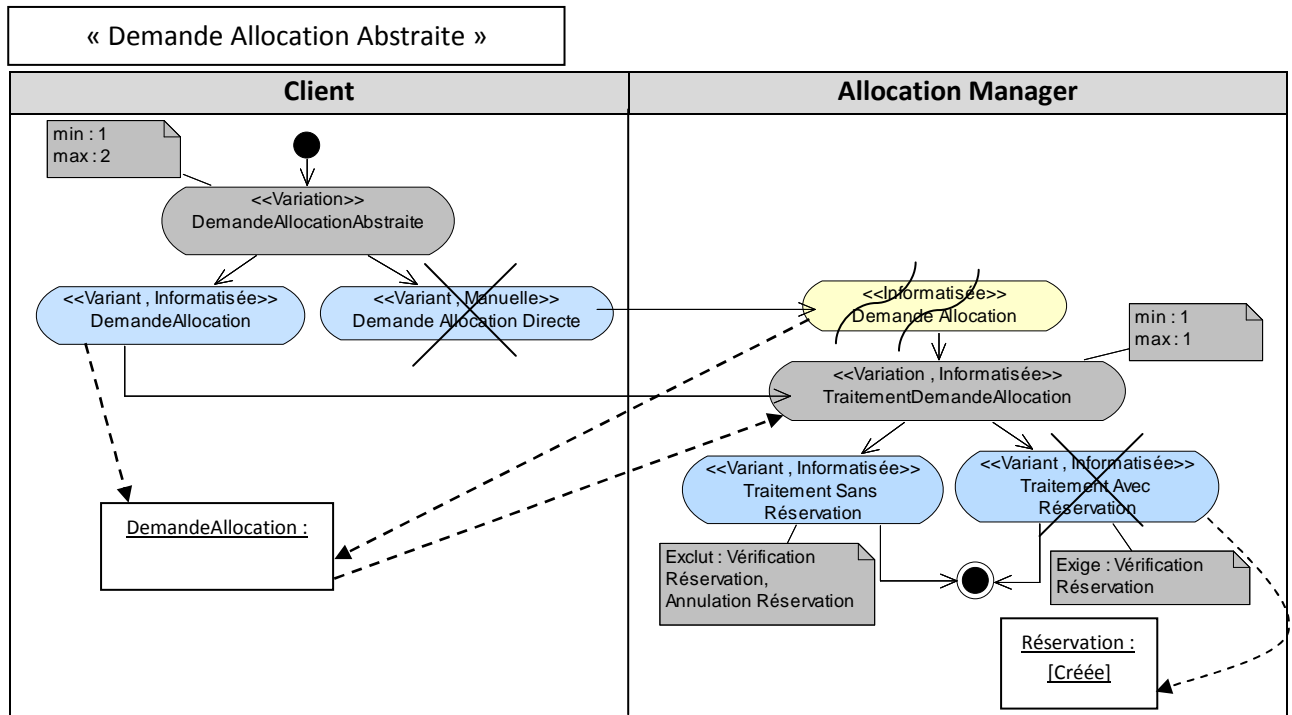 « Demande Allocation Abstraite »
Client
Allocation Manager
min : 1
max : 2
<<Variation>>
DemandeAllocationAbstraite
<<Variant , Informatisée>>
DemandeAllocation
<<Variant , Manuelle>>
Demande Allocation Directe
<<Informatisée>>
Demande Allocation
min : 1
max : 1
<<Variation , Informatisée>>
TraitementDemandeAllocation
<<Variant , Informatisée>>
Traitement Sans
Réservation
<<Variant , Informatisée>>
Traitement Avec
Réservation
DemandeAllocation :
Exclut : Vérification
Réservation,
Annulation Réservation
Exige : Vérification
Réservation
Réservation :
[Créée]